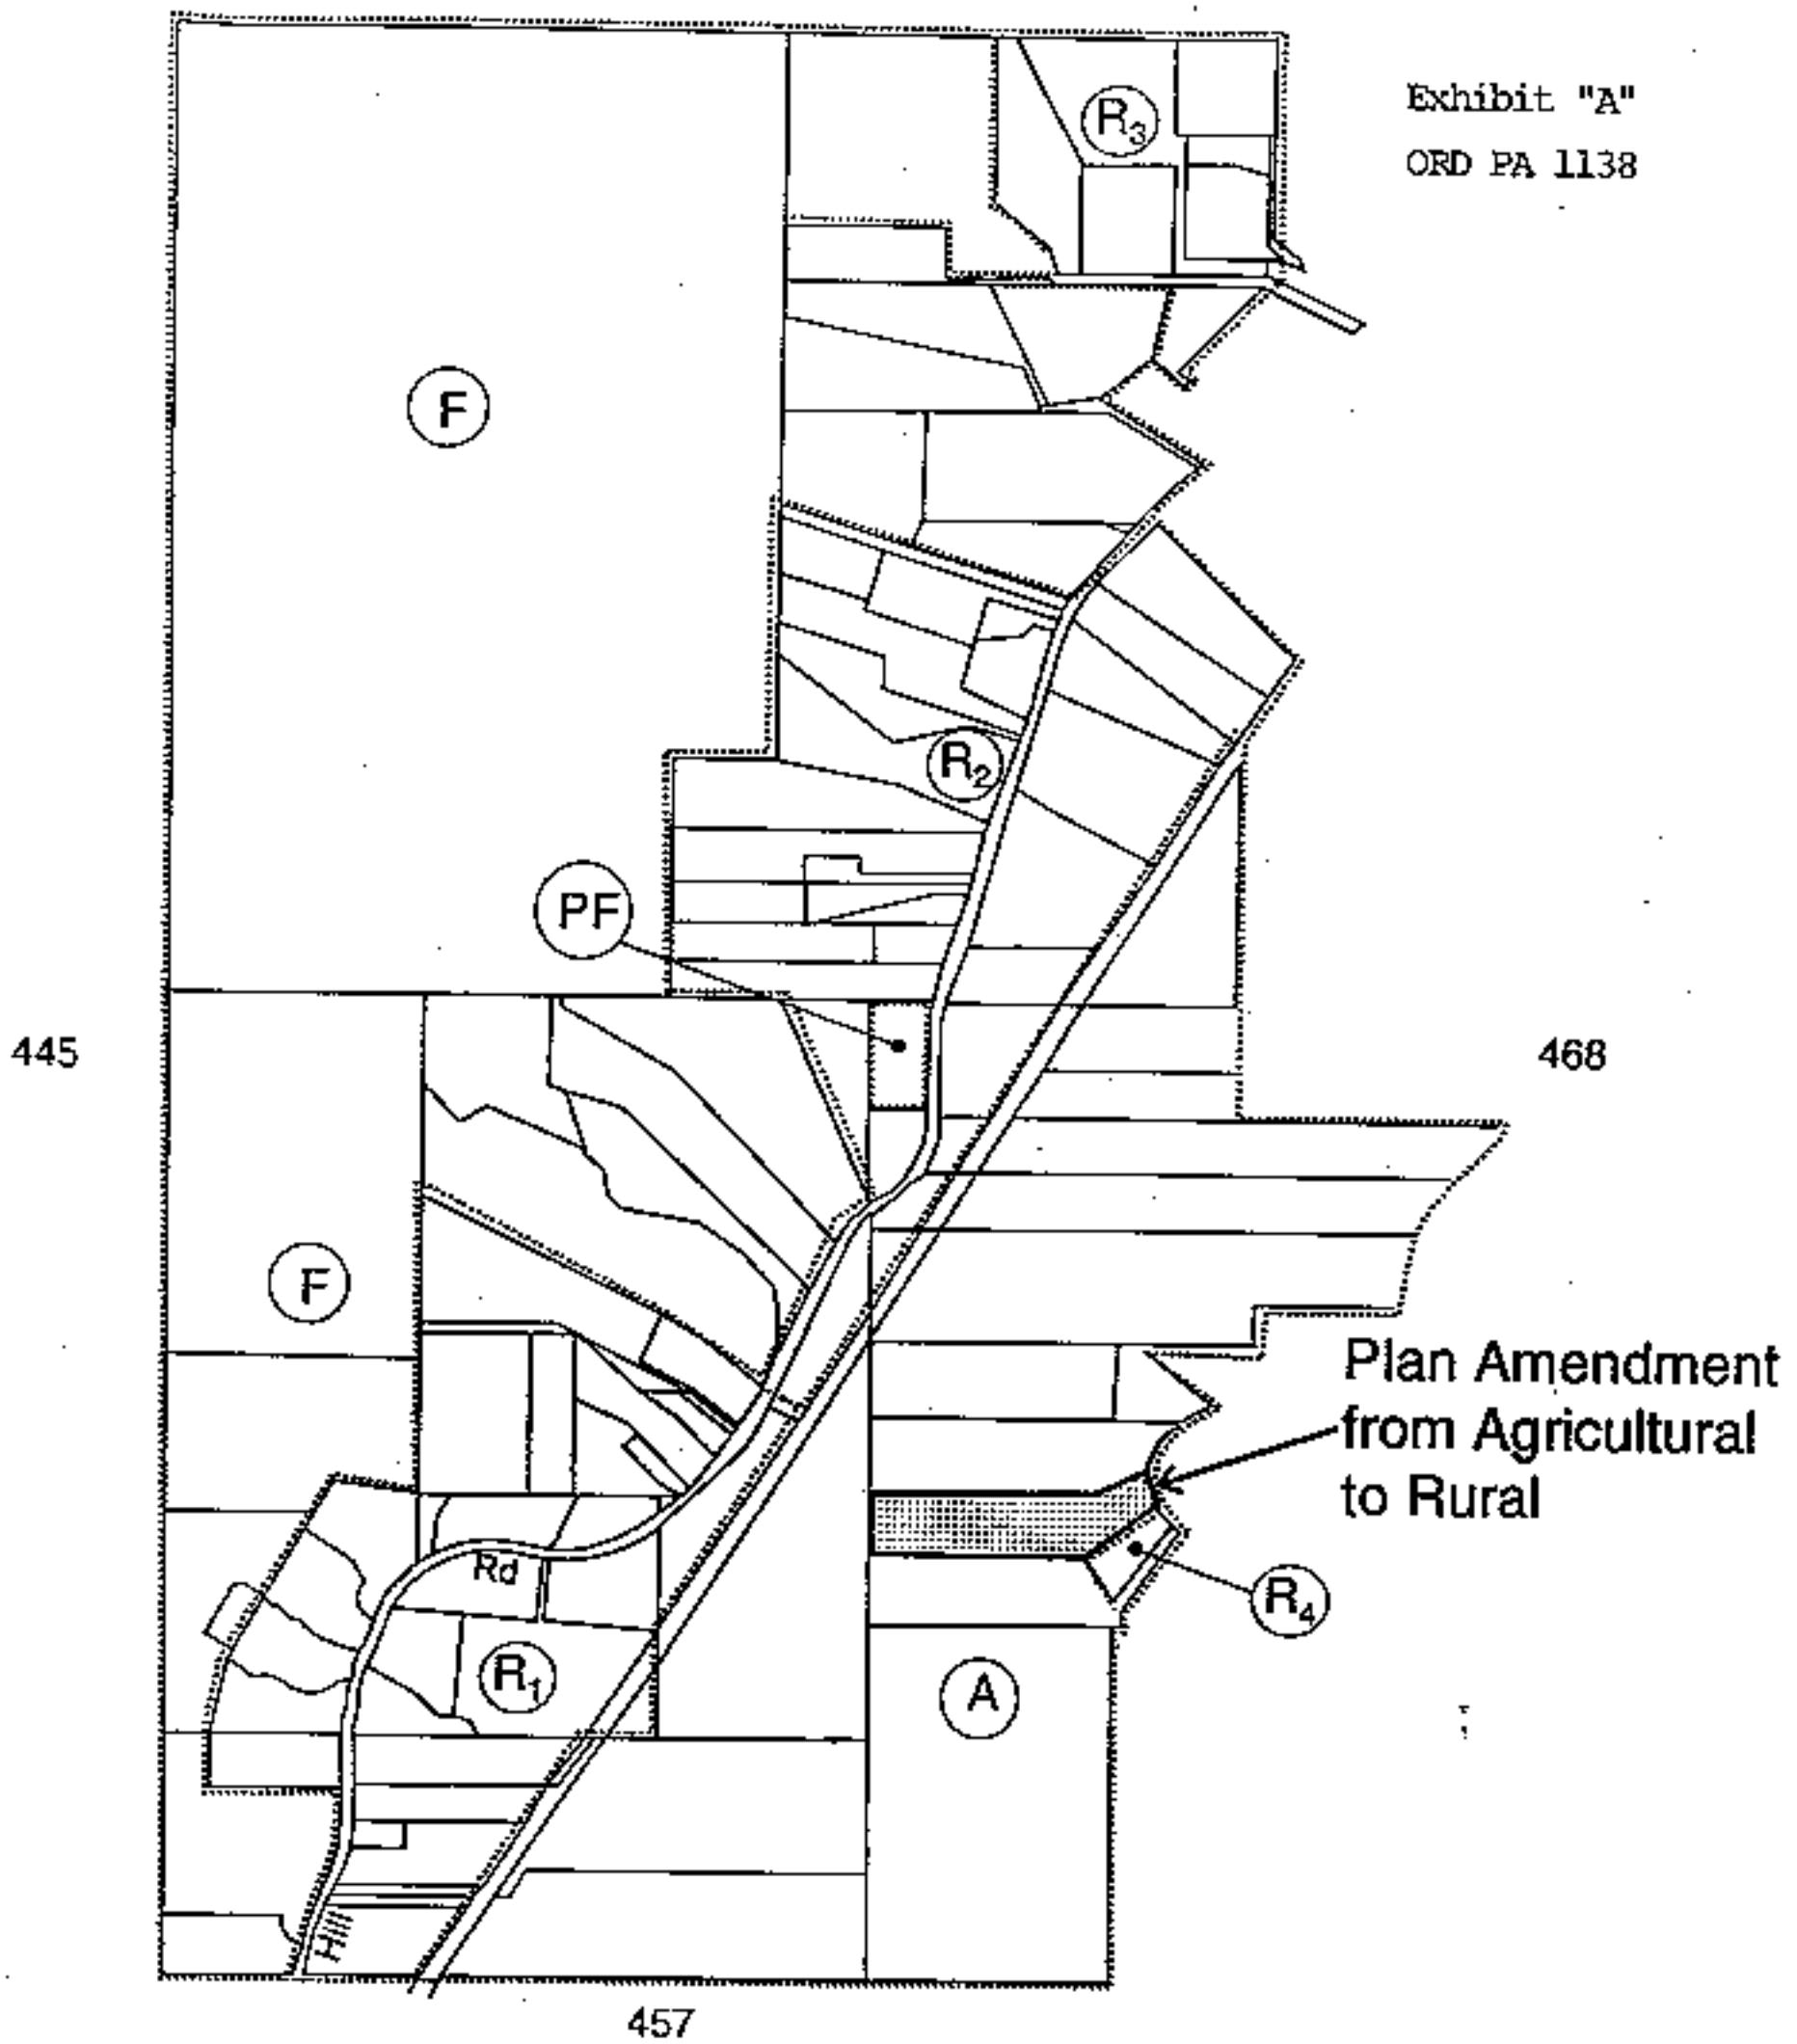 Exhibit "A"
ORD PA 1138
R3
F
R2
PF
445
468
F
Plan Amendment
from Agricultural
to Rural
Rd
R4
R1
A
Hill
457